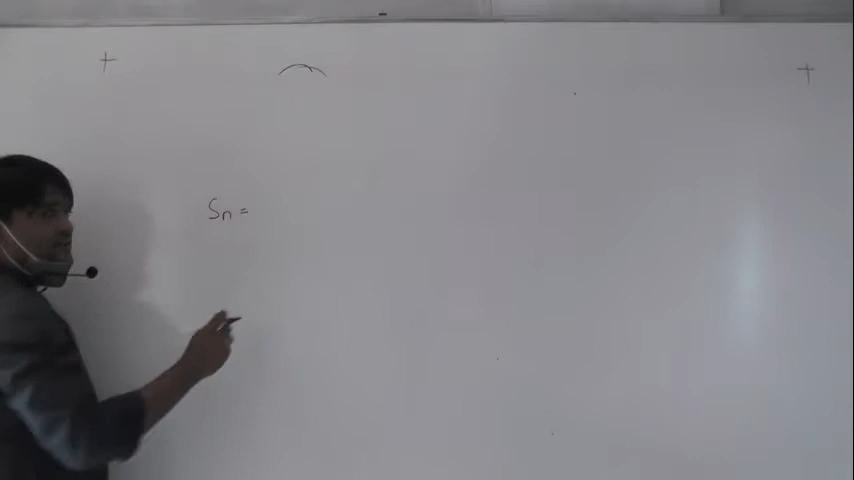 + +
Sn =